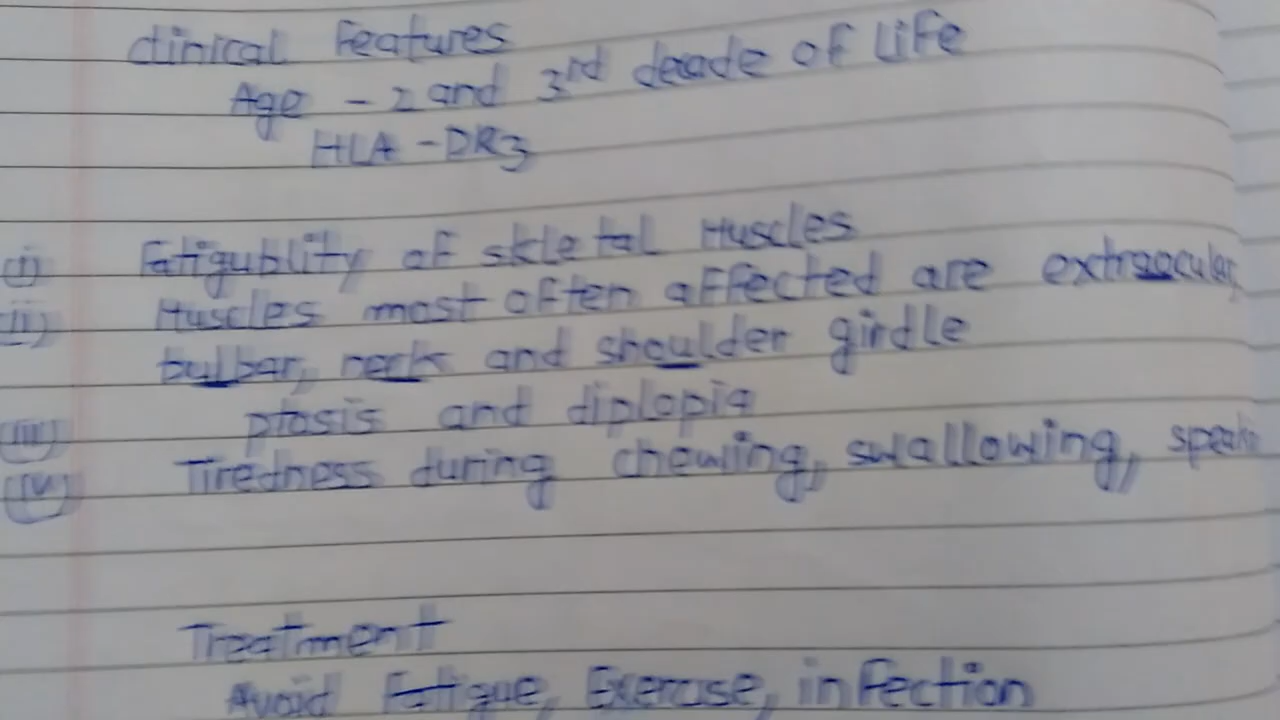 clinical Features
Age - 2 and 3rd decade of Life
HLA - DR3
(i) Fatigublity of skletal Muscles
(ii) Muscles most often affected are extraocular,
bulbar, neck and shoulder girdle
(iii) ptosis and diplopia
(iv) Tiredness during chewing, swallowing,
Treatment
Avoid Fatigue, Exercise, infection